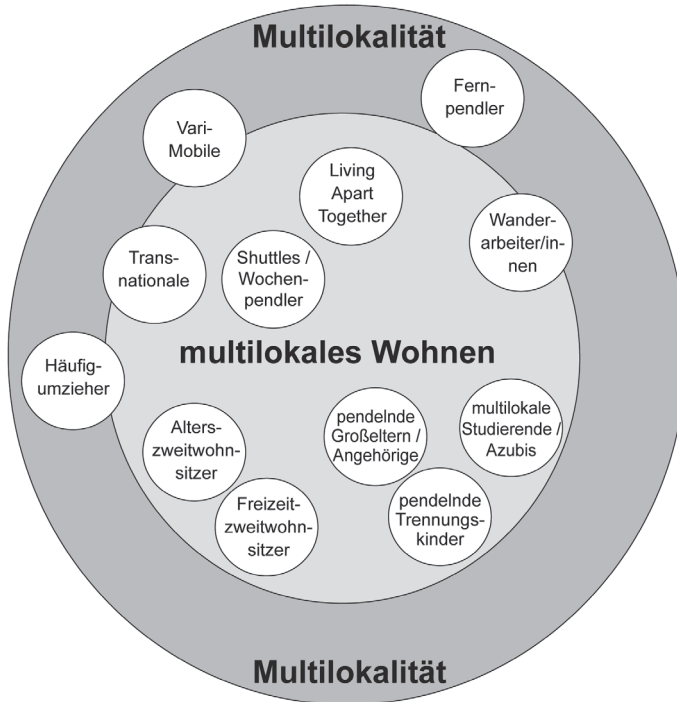 Multilokalität
Fern-
pendler
Vari-
Mobile
Living
Apart
Together
Wander-
arbeiter/in-
nen
Trans-
nationale
Shuttles /
Wochen-
pendler
multilokales Wohnen
Häufig-
umzieher
Alters-
zweitwohn-
sitzer
pendelnde
Großeltern /
Angehörige
multilokale
Studierende /
Azubis
Freizeit-
zweitwohn-
sitzer
pendelnde
Trennungs-
kinder
Multilokalität